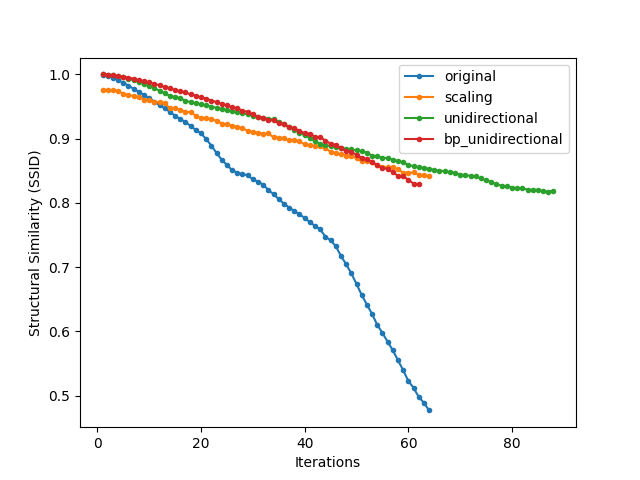 original
scaling
unidirectional
bp_unidirectional
1.0
0.9
0.8
0.7
0.6
0.5
Structural Similarity (SSID)
0 20 40 60 80
Iterations